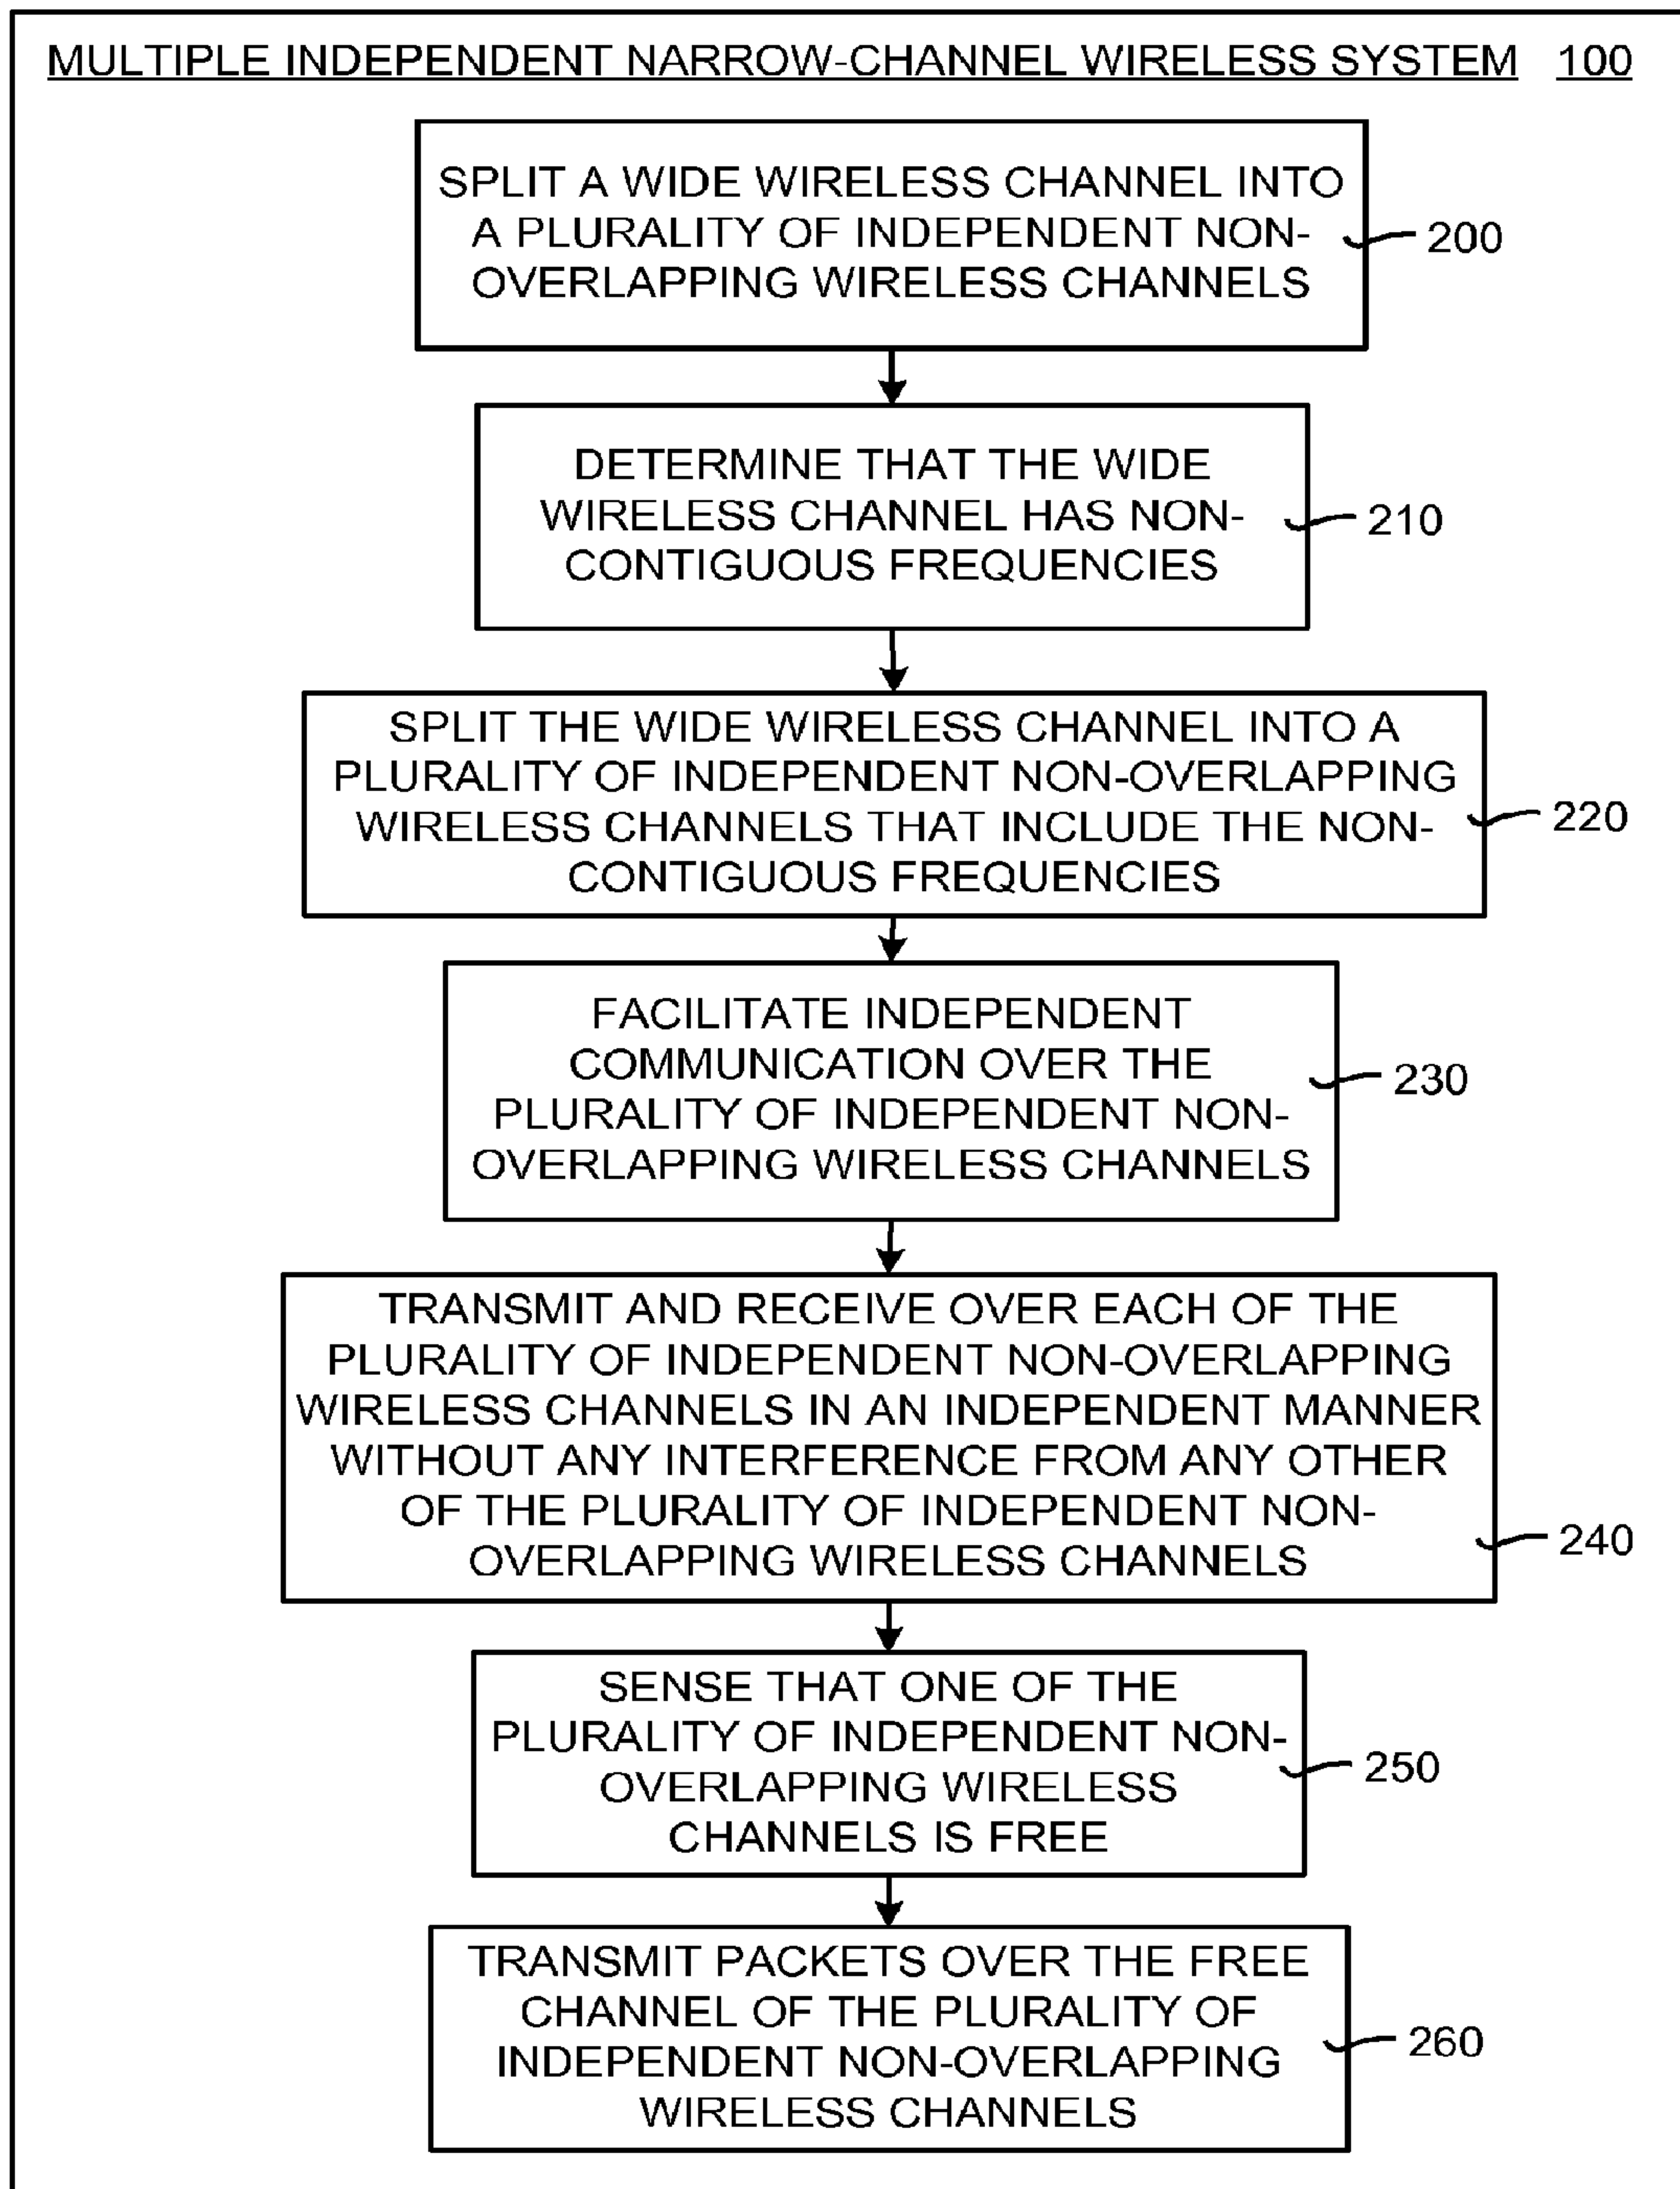 MULTIPLE INDEPENDENT NARROW-CHANNEL WIRELESS SYSTEM 100
SPLIT A WIDE WIRELESS CHANNEL INTO
A PLURALITY OF INDEPENDENT NON-
OVERLAPPING WIRELESS CHANNELS
200
DETERMINE THAT THE WIDE
WIRELESS CHANNEL HAS NON-
CONTIGUOUS FREQUENCIES
210
SPLIT THE WIDE WIRELESS CHANNEL INTO A
PLURALITY OF INDEPENDENT NON-OVERLAPPING
WIRELESS CHANNELS THAT INCLUDE THE NON-
CONTIGUOUS FREQUENCIES
220
FACILITATE INDEPENDENT
COMMUNICATION OVER THE
PLURALITY OF INDEPENDENT NON-
OVERLAPPING WIRELESS CHANNELS
230
TRANSMIT AND RECEIVE OVER EACH OF THE
PLURALITY OF INDEPENDENT NON-OVERLAPPING
WIRELESS CHANNELS IN AN INDEPENDENT MANNER
WITHOUT ANY INTERFERENCE FROM ANY OTHER
OF THE PLURALITY OF INDEPENDENT NON-
OVERLAPPING WIRELESS CHANNELS
240
SENSE THAT ONE OF THE
PLURALITY OF INDEPENDENT NON-
OVERLAPPING WIRELESS
CHANNELS IS FREE
250
TRANSMIT PACKETS OVER THE FREE
CHANNEL OF THE PLURALITY OF
INDEPENDENT NON-OVERLAPPING
WIRELESS CHANNELS
260